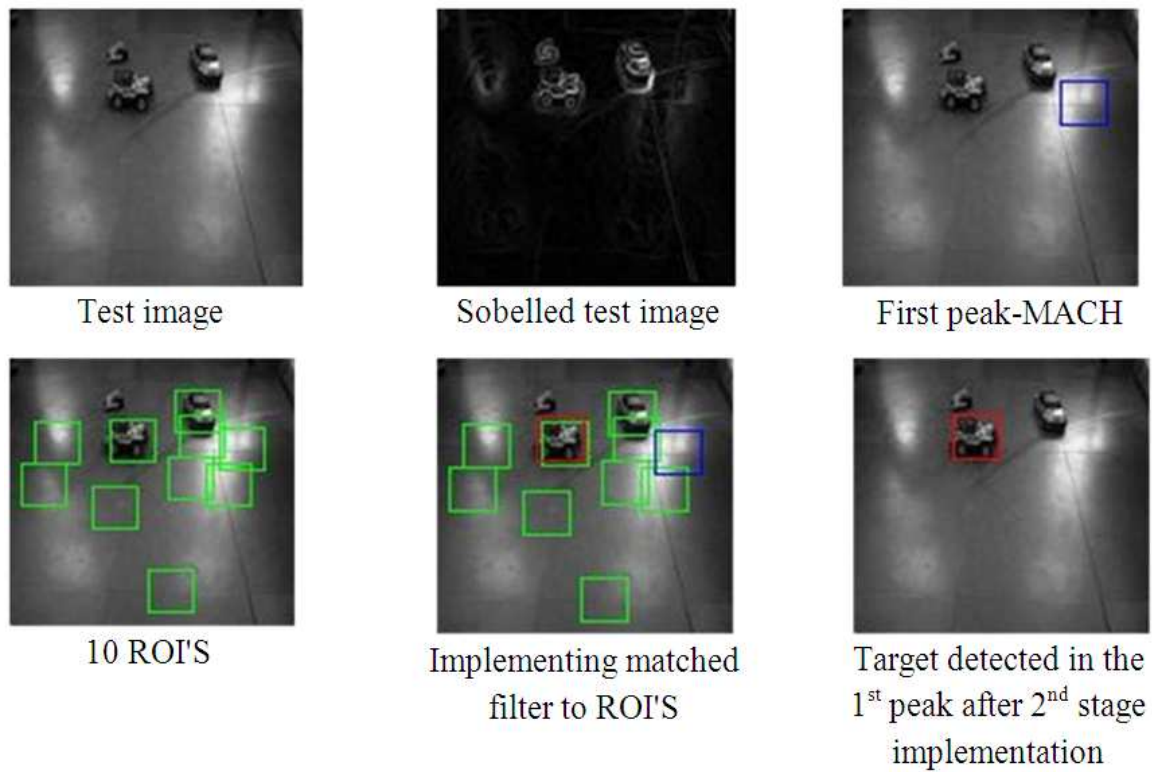 Test image
Sobelled test image
First peak-MACH
10 ROI'S
Implementing matched
filter to ROI'S
Target detected in the
1st peak after 2nd stage
implementation